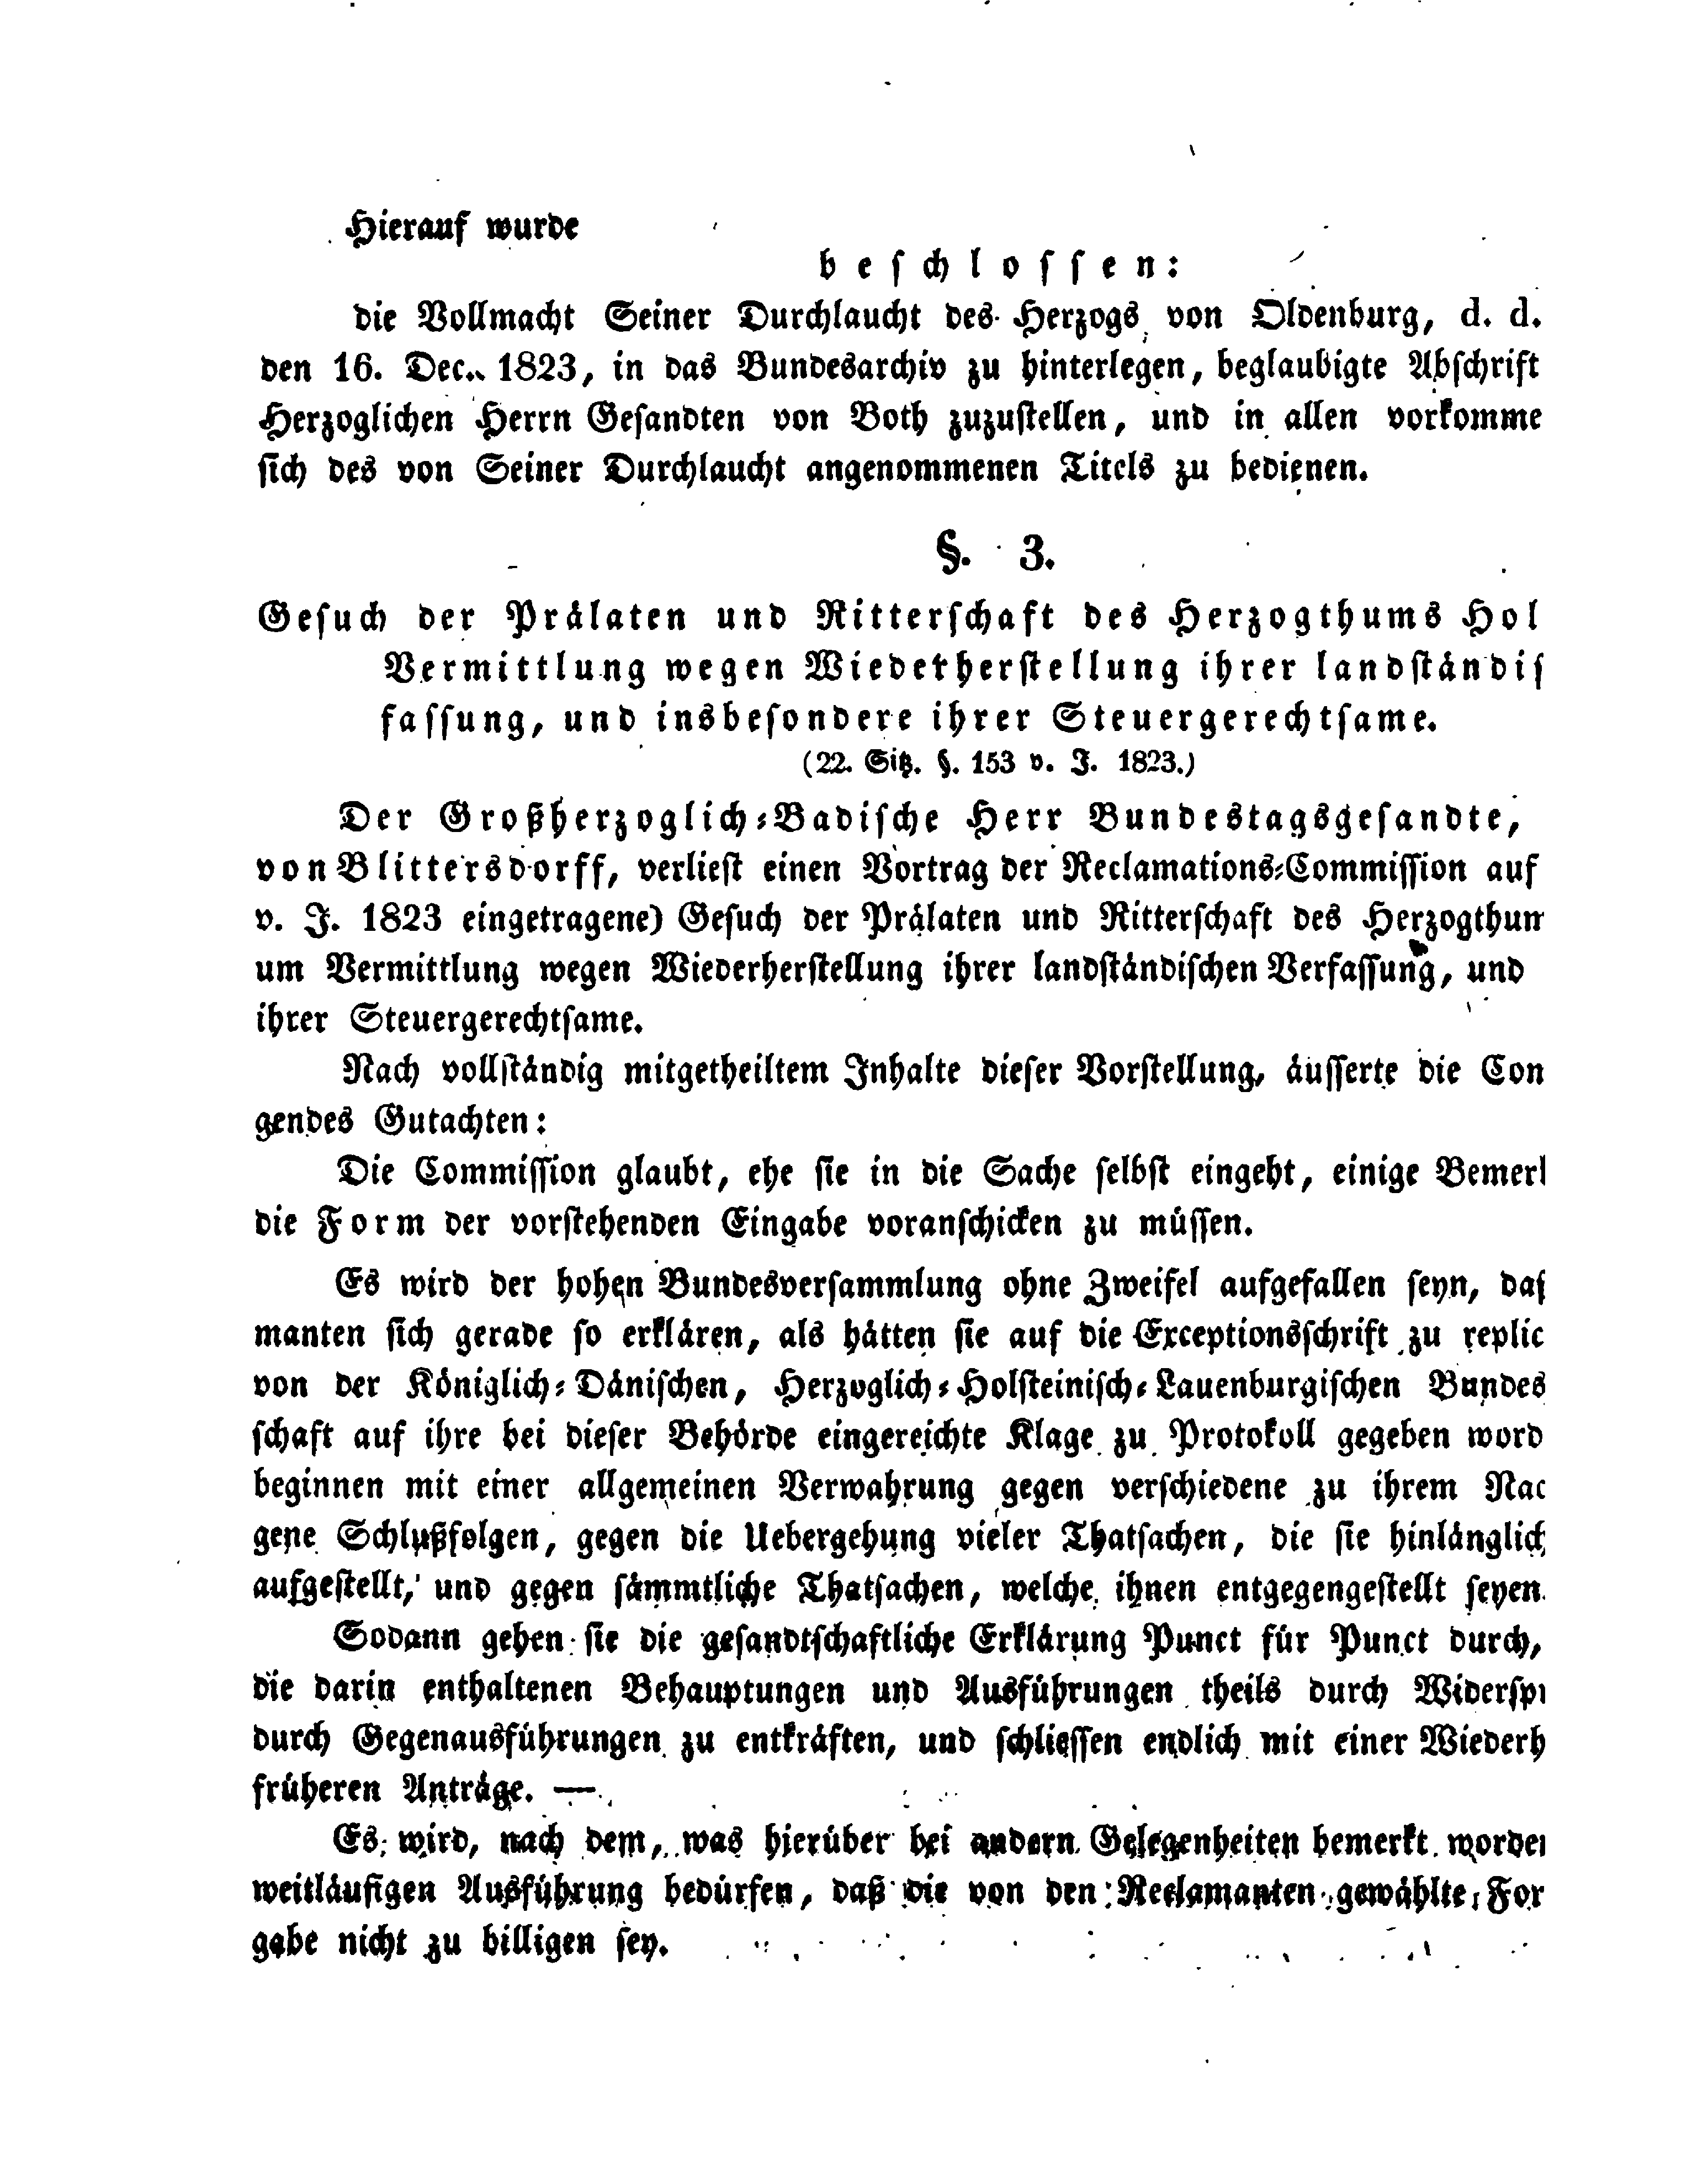 Hierauf wurde
beschlossen:
die Vollmacht Seiner Durchlaucht des Herzogs von Oldenburg, d. d.
den 16. Dec. 1823, in das Bundesarchiv zu hinterlegen, beglaubigte Abschrift
Herzoglichen Herrn Gesandten von Both zuzustellen, und in allen vorkomme
sich des von Seiner Durchlaucht angenommenen Titels zu bedienen.
§. 3.
Gesuch der Prälaten und Ritterschaft des Herzogthums Hol
Vermittlung wegen Wiederherstellung ihrer landständis
fassung, und insbesondere ihrer Steuergerechtsame.
(22. Sitz. §. 153 v. J. 1823.)
Der Großherzoglich-Badische Herr Bundestagsgesandte,
von Blittersdorff, verliest einen Vortrag der Reclamations-Commission auf
v. J. 1823 eingetragene) Gesuch der Prälaten und Ritterschaft des Herzogthum
um Vermittlung wegen Wiederherstellung ihrer landständischen Verfassung, und
ihrer Steuergerechtsame.
Nach vollständig mitgetheiltem Inhalte dieser Vorstellung, äusserte die Com
gendes Gutachten:
Die Commission glaubt, ehe sie in die Sache selbst eingeht, einige Bemerk
die Form der vorstehenden Eingabe voranschicken zu müssen.
Es wird der hohen Bundesversammlung ohne Zweifel aufgefallen seyn, daß
manten sich gerade so erklären, als hätten sie auf die Exceptionsschrift zu replic
von der Königlich-Dänischen, Herzoglich-Holsteinisch-Lauenburgischen Bundes
schaft auf ihre bei dieser Behörde eingereichte Klage zu Protokoll gegeben word
beginnen mit einer allgemeinen Verwahrung gegen verschiedene zu ihrem Nac
gene Schlußfolgen, gegen die Uebergehung vieler Thatsachen, die sie hinlänglich
aufgestellt, und gegen sämmtliche Thatsachen, welche ihnen entgegengestellt seyen.
Sodann gehen sie die gesandtschaftliche Erklärung Punct für Punct durch,
die darin enthaltenen Behauptungen und Ausführungen theils durch Widerspr
durch Gegenausführungen zu entkräften, und schliessen endlich mit einer Wiederh
früheren Anträge. —
Es wird, nach dem, was hierüber bei andern Gelegenheiten bemerkt worden
weitläufigen Ausführung bedürfen, daß die von den Reclamanten gewählte For
gabe nicht zu billigen sey.